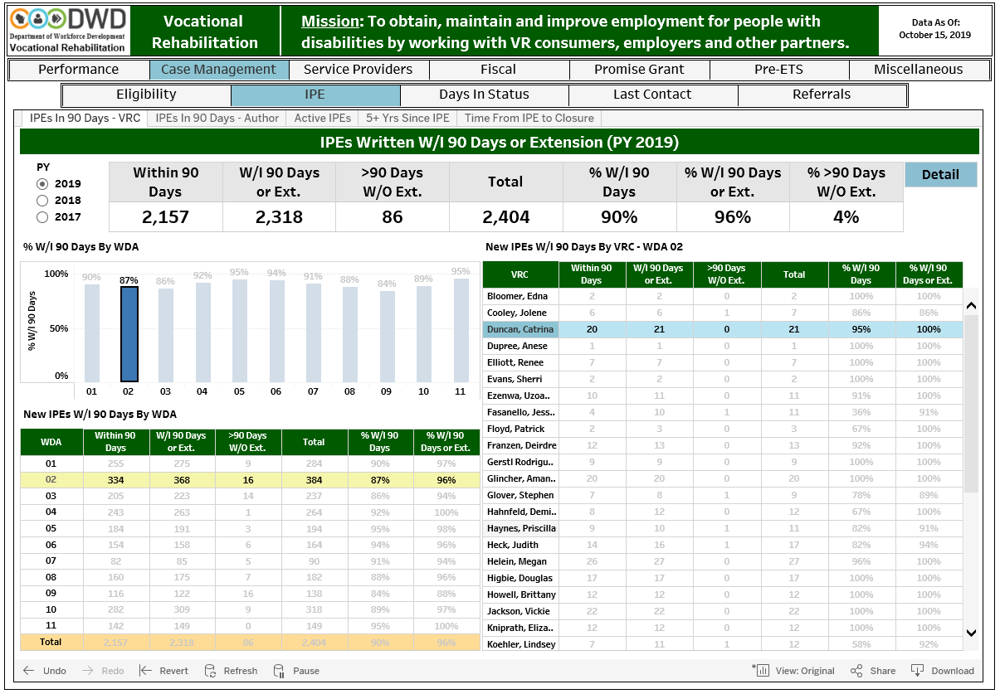 DWD
Department of Workforce Development
Vocational Rehabilitation
Vocational
Rehabilitation
Mission: To obtain, maintain and improve employment for people with
disabilities by working with VR consumers, employers and other partners.
Data As Of:
October 15, 2019
Performance Case Management Service Providers Fiscal Promise Grant Pre-ETS Miscellaneous
Eligibility IPE Days In Status Last Contact Referrals
IPEs In 90 Days - VRC IPEs In 90 Days - Author Active IPEs 5+ Yrs Since IPE Time From IPE to Closure
IPEs Written W/I 90 Days or Extension (PY 2019)
PY
2019
2018
2017
Within 90 Days W/I 90 Days or Ext. >90 Days W/O Ext. Total % W/I 90 Days % W/I 90 Days or Ext. % >90 Days W/O Ext.
2,157 2,318 86 2,404 90% 96% 4%
Detail
% W/I 90 Days By WDA
% W/I 90 Days
100%
50%
0%
90% 87% 86% 92% 95% 94% 91% 88% 84% 89% 95%
01 02 03 04 05 06 07 08 09 10 11
New IPEs W/I 90 Days By WDA
WDA Within 90 Days W/I 90 Days or Ext. >90 Days W/O Ext. Total % W/I 90 Days % W/I 90 Days or Ext.
01 255 275 9 284 90% 97%
02 334 368 16 384 87% 96%
03 205 223 14 237 86% 94%
04 243 263 1 264 92% 100%
05 184 191 3 194 95% 98%
06 154 158 6 164 94% 96%
07 82 85 5 90 91% 94%
08 160 175 7 182 88% 96%
09 116 122 16 138 84% 88%
10 282 309 9 318 89% 97%
11 142 149 0 149 95% 100%
Total 2,157 2,318 86 2,404 90% 96%
New IPEs W/I 90 Days By VRC - WDA 02
VRC Within 90 Days W/I 90 Days or Ext. >90 Days W/O Ext. Total % W/I 90 Days % W/I 90 Days or Ext.
Bloomer, Edna 2 2 0 2 100% 100%
Cooley, Jolene 6 6 1 7 86% 86%
Duncan, Catrina 20 21 0 21 95% 100%
Dupree, Anese 1 1 0 1 100% 100%
Elliott, Renee 7 7 0 7 100% 100%
Evans, Sherri 2 2 0 2 100% 100%
Ezenwa, Uzoa.. 10 11 0 11 91% 100%
Fasanello, Jess.. 4 10 1 11 36% 91%
Floyd, Patrick 2 3 0 3 67% 100%
Franzen, Deirdre 12 13 0 13 92% 100%
Gerstl Rodrigu.. 9 9 0 9 100% 100%
Glincher, Aman.. 20 20 0 20 100% 100%
Glover, Stephen 7 8 1 9 78% 89%
Hahnfeld, Demi.. 8 12 0 12 67% 100%
Haynes, Priscilla 9 10 1 11 82% 91%
Heck, Judith 14 16 1 17 82% 94%
Helein, Megan 26 27 0 27 96% 100%
Higbie, Douglas 17 17 0 17 100% 100%
Howell, Brittany 12 12 0 12 100% 100%
Jackson, Vickie 22 22 0 22 100% 100%
Kniprath, Eliza.. 12 12 0 12 100% 100%
Koehler, Lindsey 7 11 1 12 58% 92%
Undo Redo Revert Refresh Pause View: Original Share Download